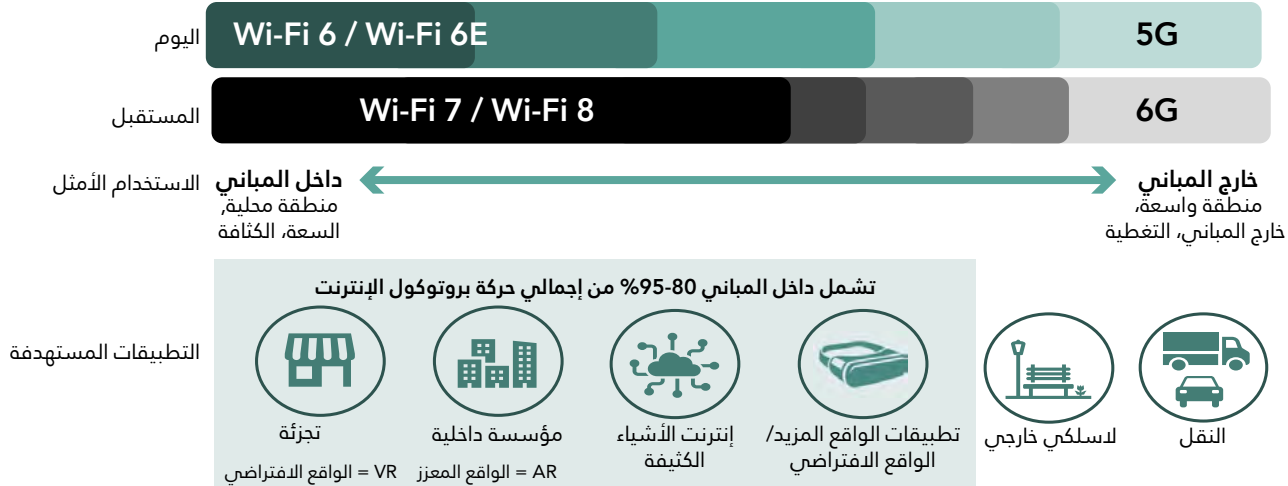 اليوم
Wi-Fi 6 / Wi-Fi 6E
5G
المستقبل
Wi-Fi 7 / Wi-Fi 8
6G
الاستخدام الأمثل
داخل المباني
منطقة محلية,
السعة، الكثافة
خارج المباني
منطقة واسعة،
خارج المباني، التغطية
تشمل داخل المباني 80-95% من إجمالي حركة بروتوكول الإنترنت
التطبيقات المستهدفة
تجزئة
مؤسسة داخلية
إنترنت الأشياء
الكثيفة
تطبيقات الواقع المزيد/
الواقع الافتراضي
لاسلكي خارجي
النقل
AR = الواقع المعزز
VR = الواقع الافتراضي